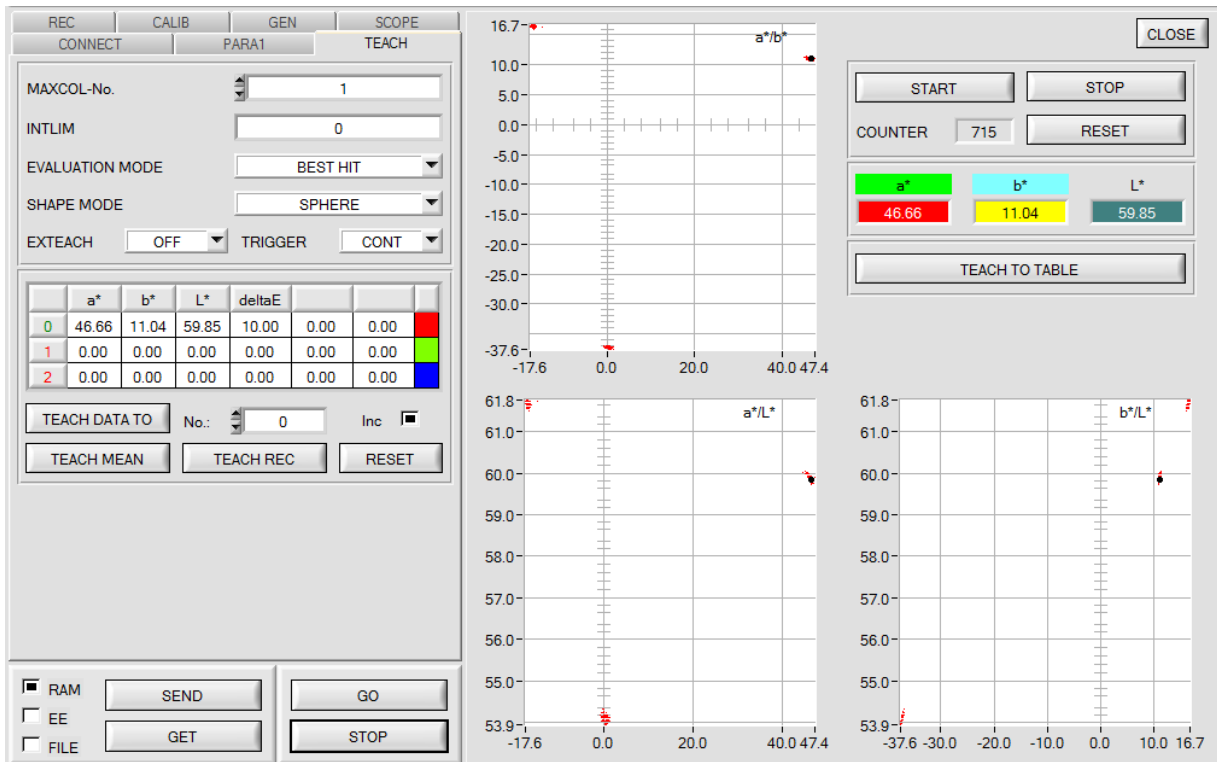 REC CALIB GEN SCOPE
CONNECT PARA1 TEACH
MAXCOL-No. 1
INTLIM 0
EVALUATION MODE BEST HIT
SHAPE MODE SPHERE
EXTEACH OFF TRIGGER CONT
a* b* L* deltaE
0 46.66 11.04 59.85 10.00 0.00 0.00
1 0.00 0.00 0.00 0.00 0.00 0.00
2 0.00 0.00 0.00 0.00 0.00 0.00
TEACH DATA TO No.: 0 Inc
TEACH MEAN TEACH REC RESET
RAM
EE
FILE
SEND
GET
GO
STOP
a*/b*
16.7
10.0
5.0
0.0
-5.0
-10.0
-15.0
-20.0
-25.0
-30.0
-37.6
-17.6 0.0 20.0 40.0 47.4
a*/L*
61.8
61.0
60.0
59.0
58.0
57.0
56.0
55.0
53.9
-17.6 0.0 20.0 40.0 47.4
CLOSE
START STOP
COUNTER 715 RESET
a* b* L*
46.66 11.04 59.85
TEACH TO TABLE
b*/L*
61.8
61.0
60.0
59.0
58.0
57.0
56.0
55.0
53.9
-37.6 -30.0 -20.0 -10.0 0.0 10.0 16.7